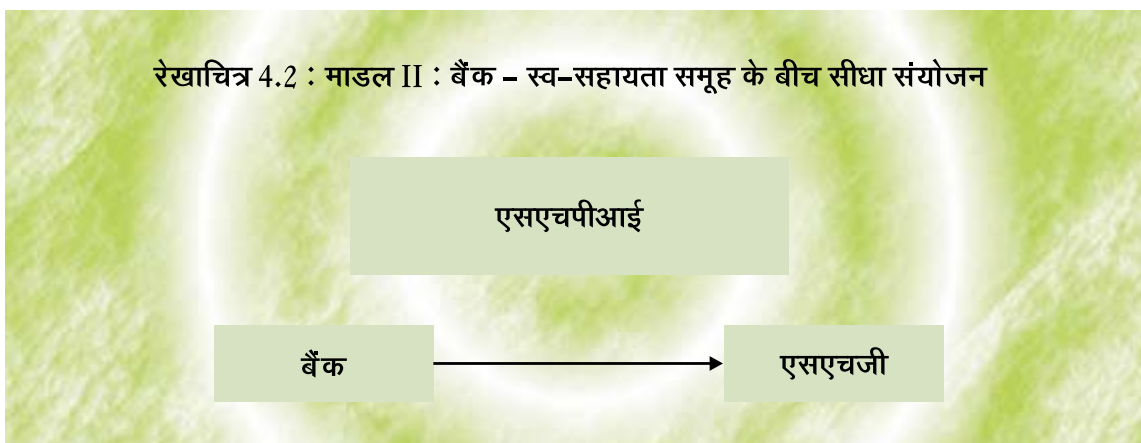 रेखाचित्र 4.2 : माडल II : बैंक – स्व–सहायता समूह के बीच सीधा संयोजन
एसएचपीआई
बैंक
एसएचजी